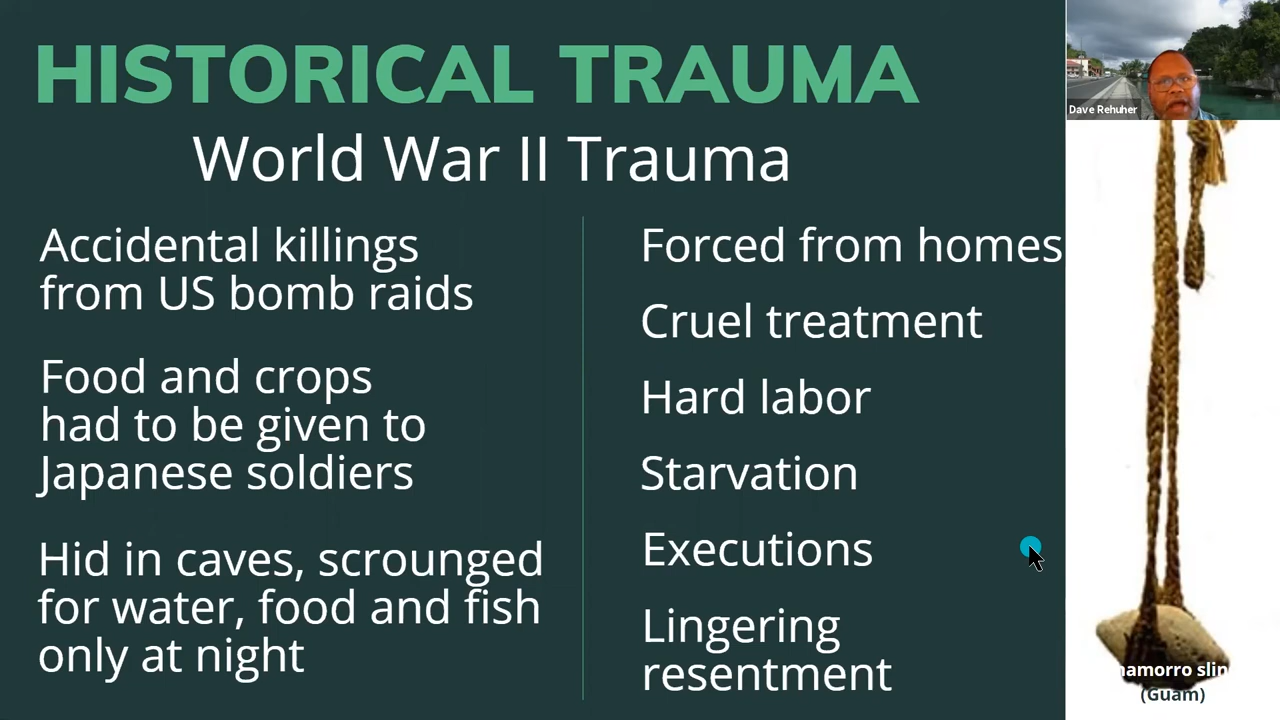 HISTORICAL TRAUMA
World War II Trauma
Accidental killings
from US bomb raids
Food and crops
had to be given to
Japanese soldiers
Hid in caves, scrounged
for water, food and fish
only at night
Forced from homes
Cruel treatment
Hard labor
Starvation
Executions
Lingering
resentment
Dave Rehuher
(Guam)